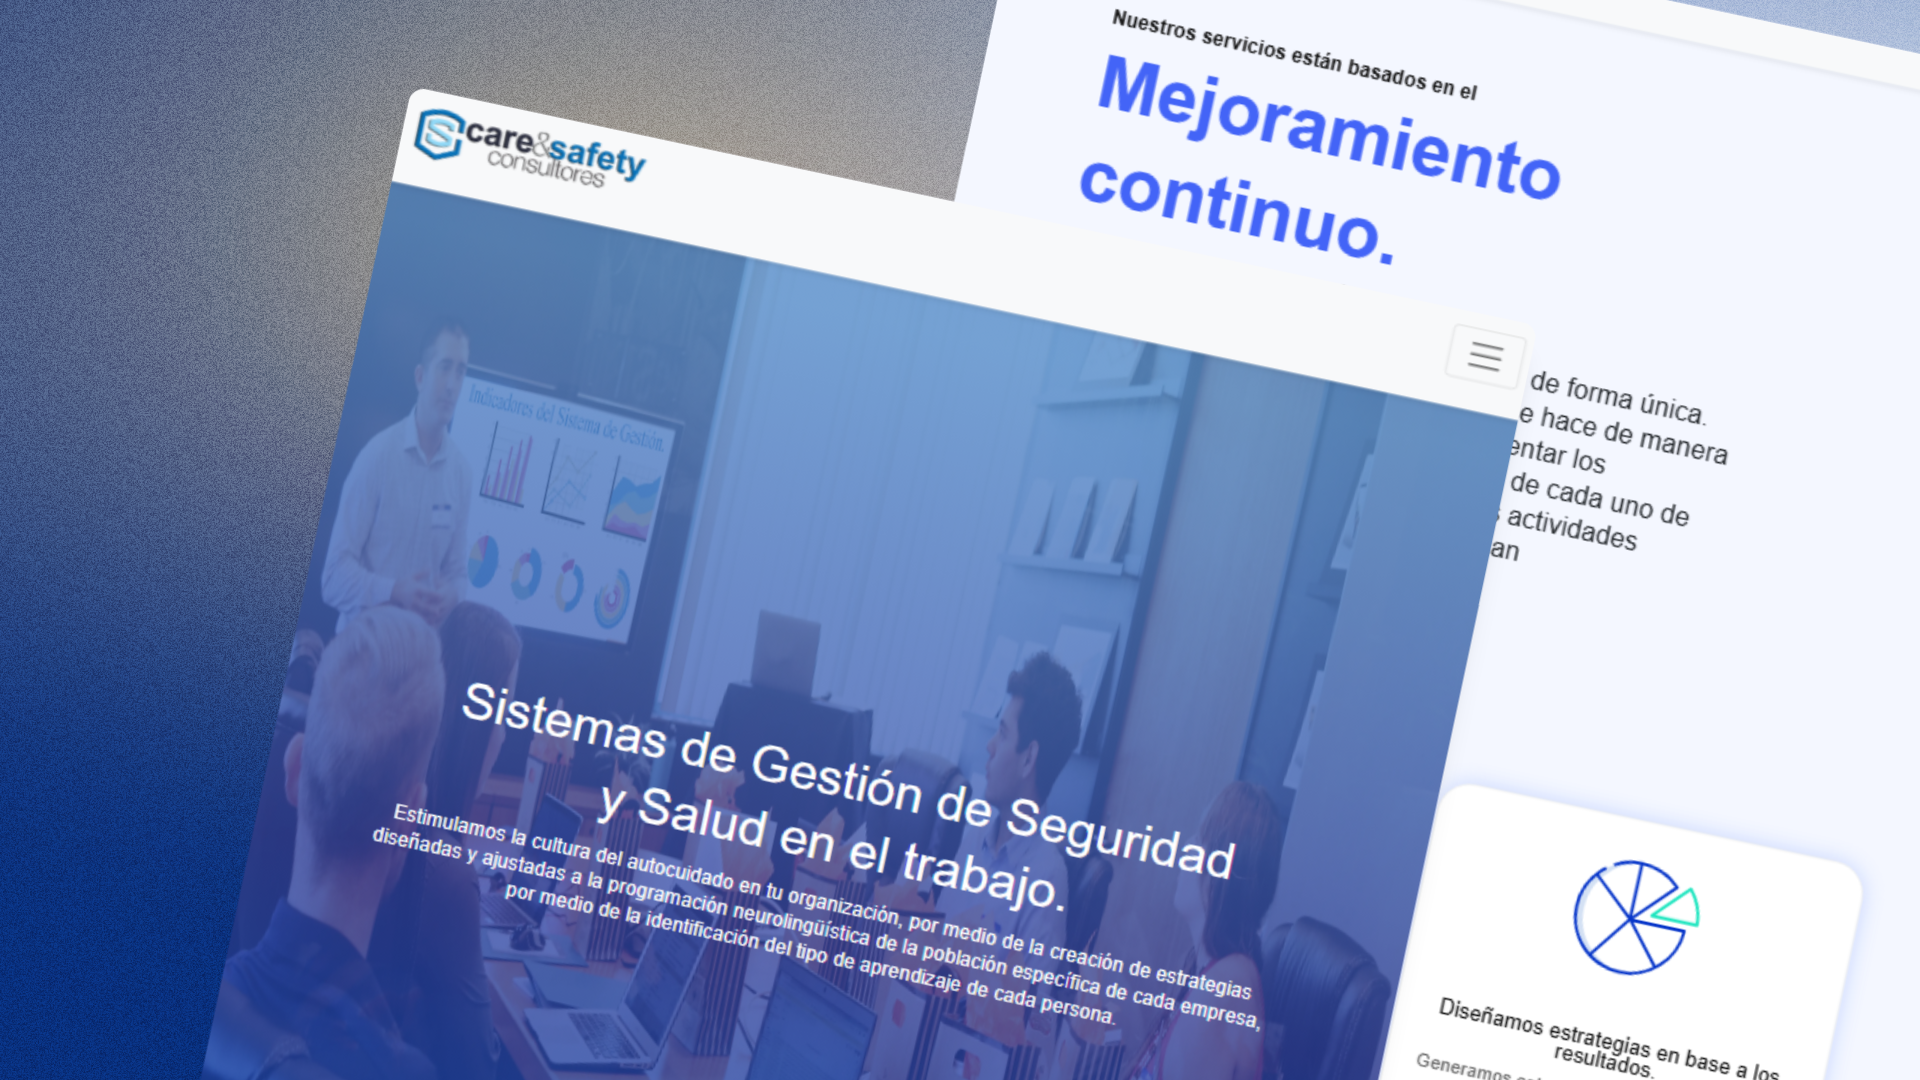 Nuestros servicios están basados en el
Mejoramiento
continuo.
care&safety
consultores
Indicadores del Sistema de Gestión.
de forma única.
e hace de manera
entar los
de cada uno de
actividades
an
Sistemas de Gestión de Seguridad
y Salud en el trabajo.
Estimulamos la cultura del autocuidado en tu organización, por medio de la creación de estrategias
diseñadas y ajustadas a la programación neurolingüística de la población específica de cada empresa,
por medio de la identificación del tipo de aprendizaje de cada persona.
Diseñamos estrategias en base a los
resultados.
Generamos